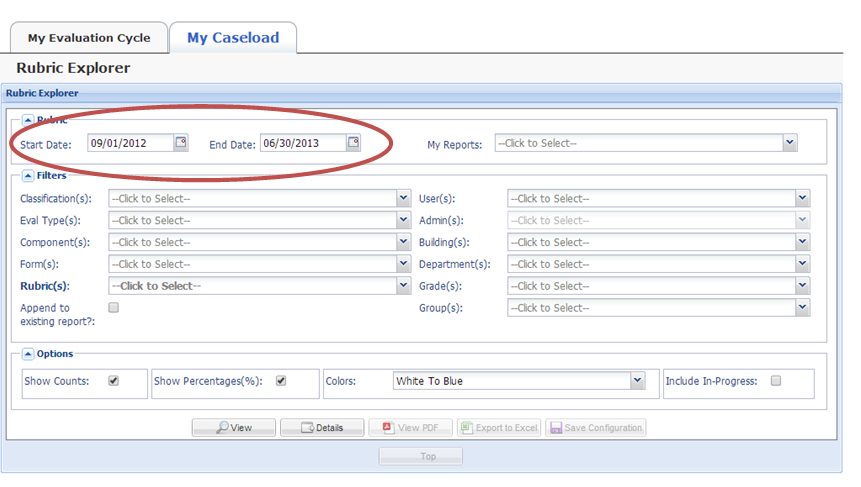 My Evaluation Cycle My Caseload
Rubric Explorer
Rubric Explorer
Rubric
Start Date: 09/01/2012 End Date: 06/30/2013 My Reports: --Click to Select--
Filters
Classification(s): --Click to Select-- User(s): --Click to Select--
Eval Type(s): --Click to Select-- Admin(s): --Click to Select--
Component(s): --Click to Select-- Building(s): --Click to Select--
Form(s): --Click to Select-- Department(s): --Click to Select--
Rubric(s): --Click to Select-- Grade(s): --Click to Select--
Append to Group(s): --Click to Select--
existing report?:
Options
Show Counts: Show Percentages(%): Colors: White To Blue Include In-Progress:
View Details View PDF Export to Excel Save Configuration
Top